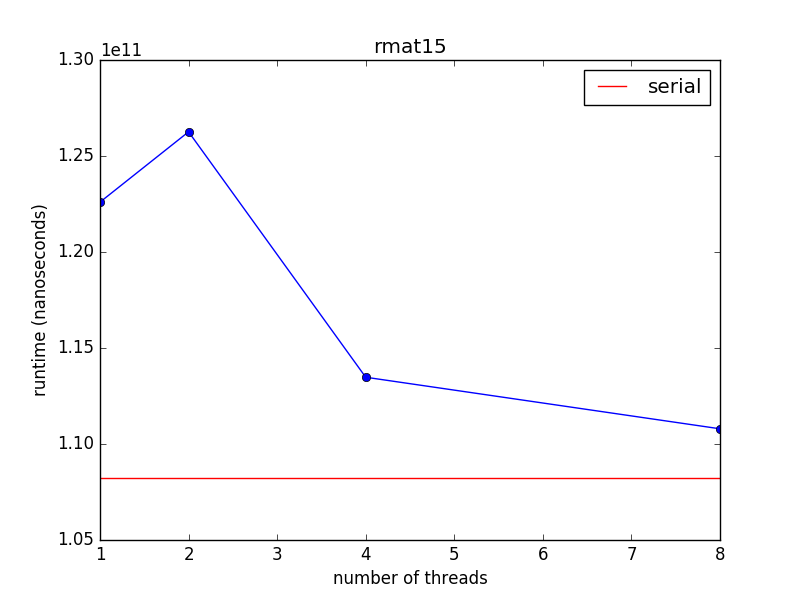 rmat15
1e11
serial
1.30
1.25
1.20
1.15
1.10
1.05
runtime (nanoseconds)
1 2 3 4 5 6 7 8
number of threads